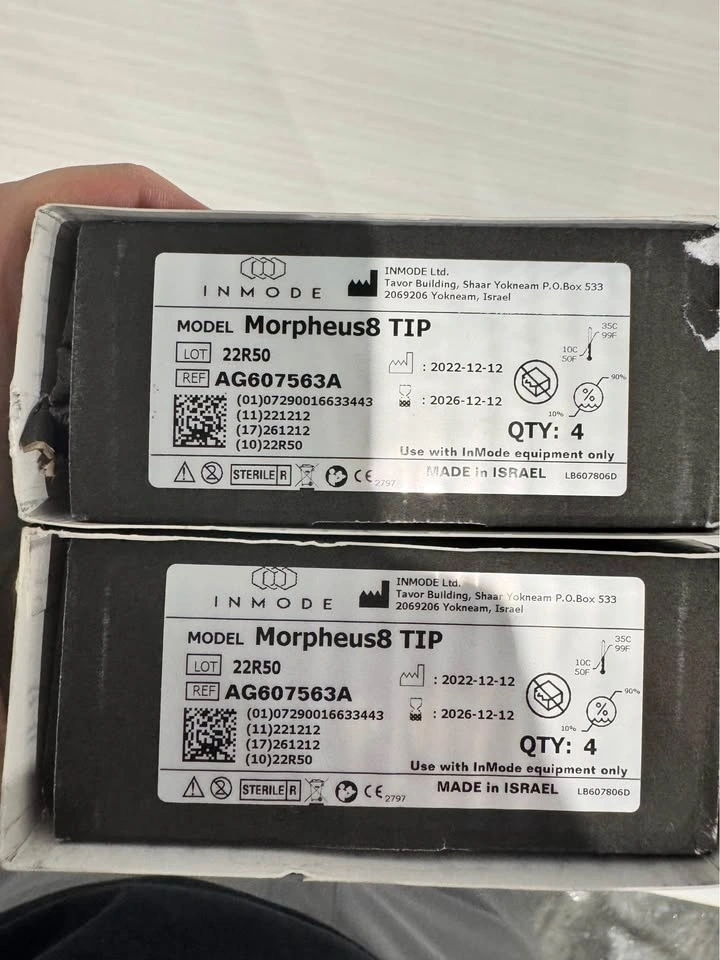 INMODE
INMODE Ltd.
Tavor Building, Shaar Yokneam P.O.Box 533
2069206 Yokneam, Israel
MODEL Morpheus8 TIP
LOT 22R50
REF AG607563A
(01)07290016633443
(11)221212
(17)261212
(10)22R50
: 2022-12-12
: 2026-12-12
35C
99F
10C
50F
90%
%
10%
QTY: 4
Use with InMode equipment only
STERILE R
CE 2797
MADE in ISRAEL
LB607806D
INMODE
INMODE Ltd.
Tavor Building, Shaar Yokneam P.O.Box 533
2069206 Yokneam, Israel
MODEL Morpheus8 TIP
LOT 22R50
REF AG607563A
(01)07290016633443
(11)221212
(17)261212
(10)22R50
: 2022-12-12
: 2026-12-12
35C
99F
10C
50F
90%
%
10%
QTY: 4
Use with InMode equipment only
STERILE R
CE 2797
MADE in ISRAEL
LB607806D